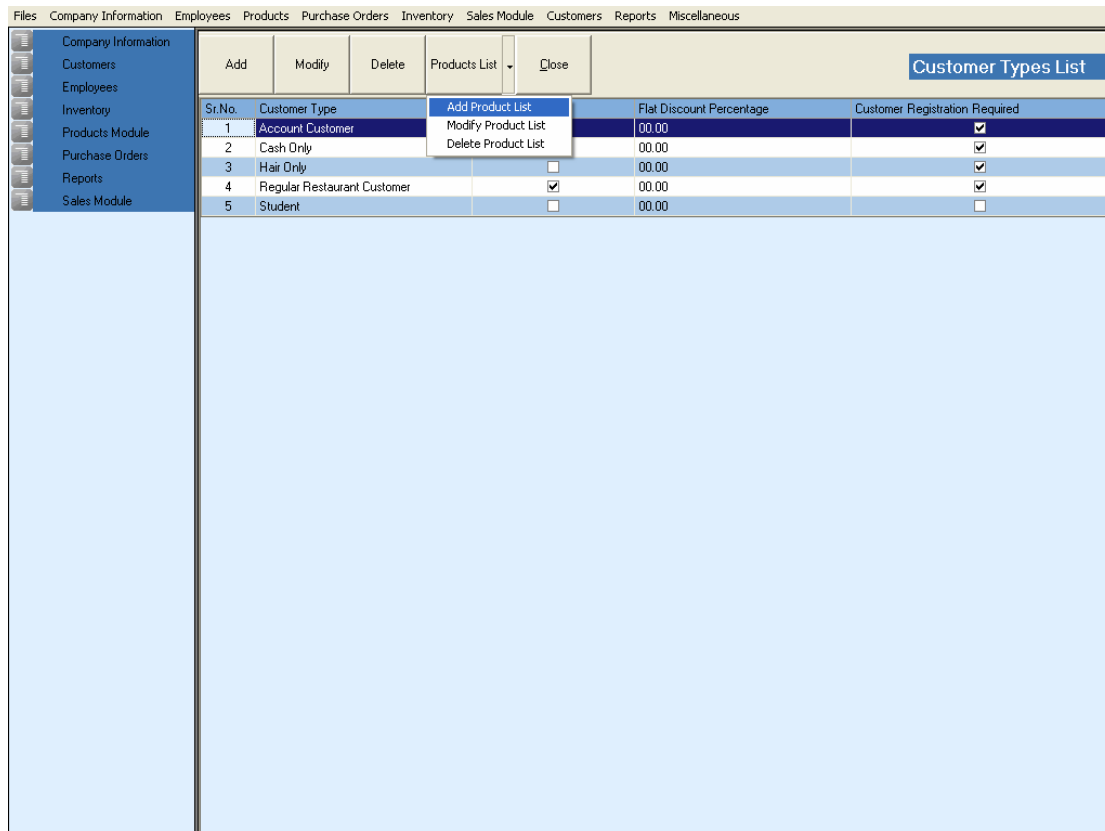 Files Company Information Employees Products Purchase Orders Inventory Sales Module Customers Reports Miscellaneous
Company Information
Customers
Employees
Inventory
Products Module
Purchase Orders
Reports
Sales Module
Add Modify Delete Products List Close
Customer Types List
Add Product List
Modify Product List
Delete Product List
Sr.No. Customer Type Flat Discount Percentage Customer Registration Required
1 Account Customer 00.00
2 Cash Only 00.00
3 Hair Only 00.00
4 Regular Restaurant Customer 00.00
5 Student 00.00